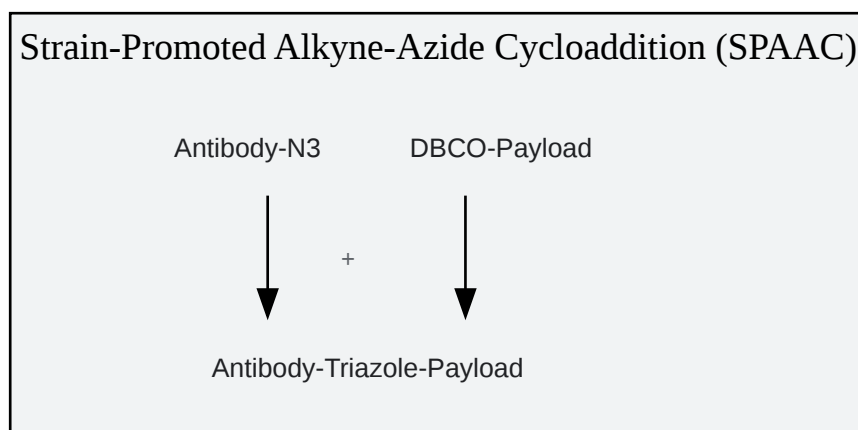 Strain-Promoted Alkyne-Azide Cycloaddition (SPAAC)
Antibody-N3 DBCO-Payload
+
Antibody-Triazole-Payload